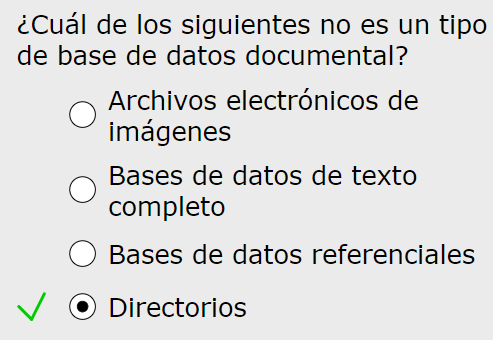 ¿Cuál de los siguientes no es un tipo
de base de datos documental?
Archivos electrónicos de
imágenes
Bases de datos de texto
completo
Bases de datos referenciales
Directorios